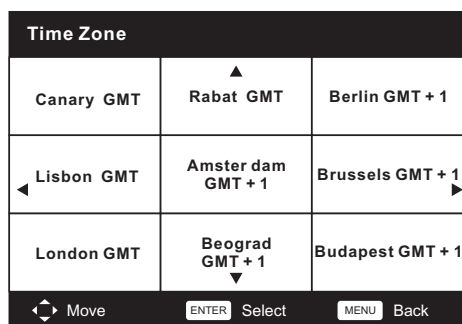 Time Zone
Canary GMT
Rabat GMT
Berlin GMT + 1
Lisbon GMT
Amster dam
GMT + 1
Brussels GMT + 1
London GMT
Beograd
GMT + 1
Budapest GMT + 1
Move
ENTER Select
MENU Back